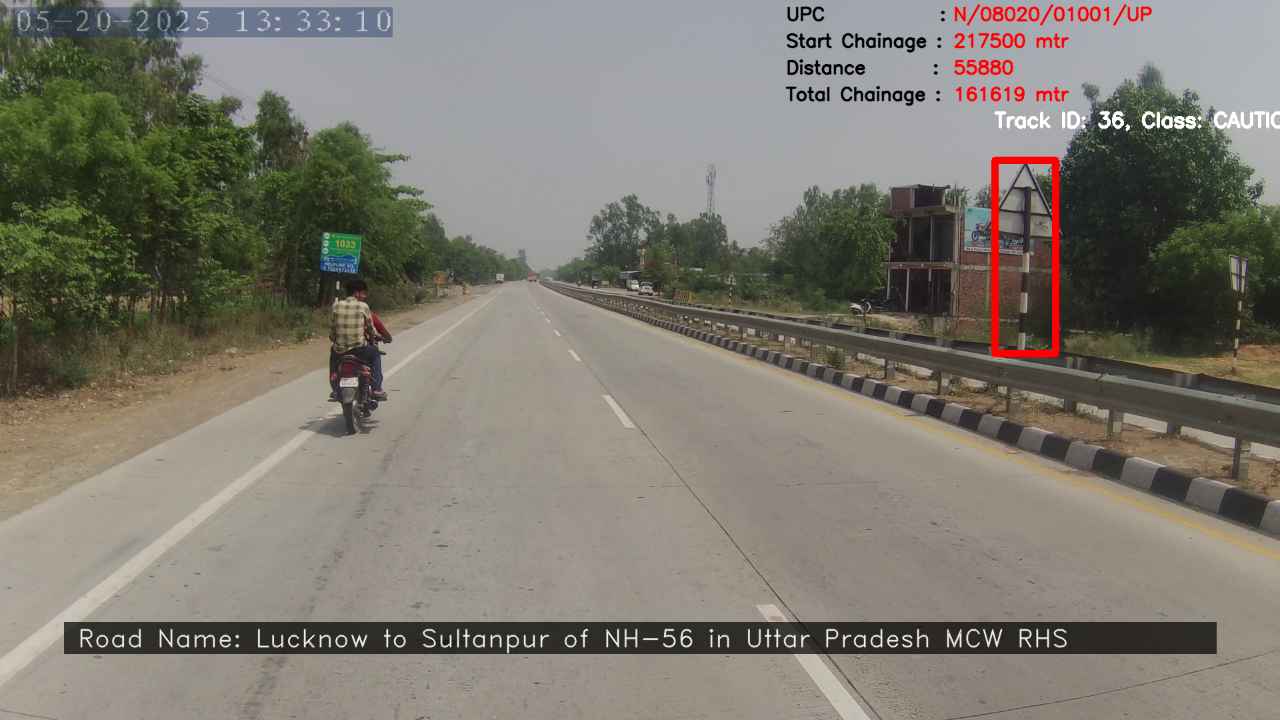 05-20-2025 13:33:10
UPC : N/08020/01001/UP
Start Chainage : 217500 mtr
Distance : 55880
Total Chainage : 161619 mtr
Track ID: 36, Class: CAUTIO
1033
Road Name: Lucknow to Sultanpur of NH-56 in Uttar Pradesh MCW RHS